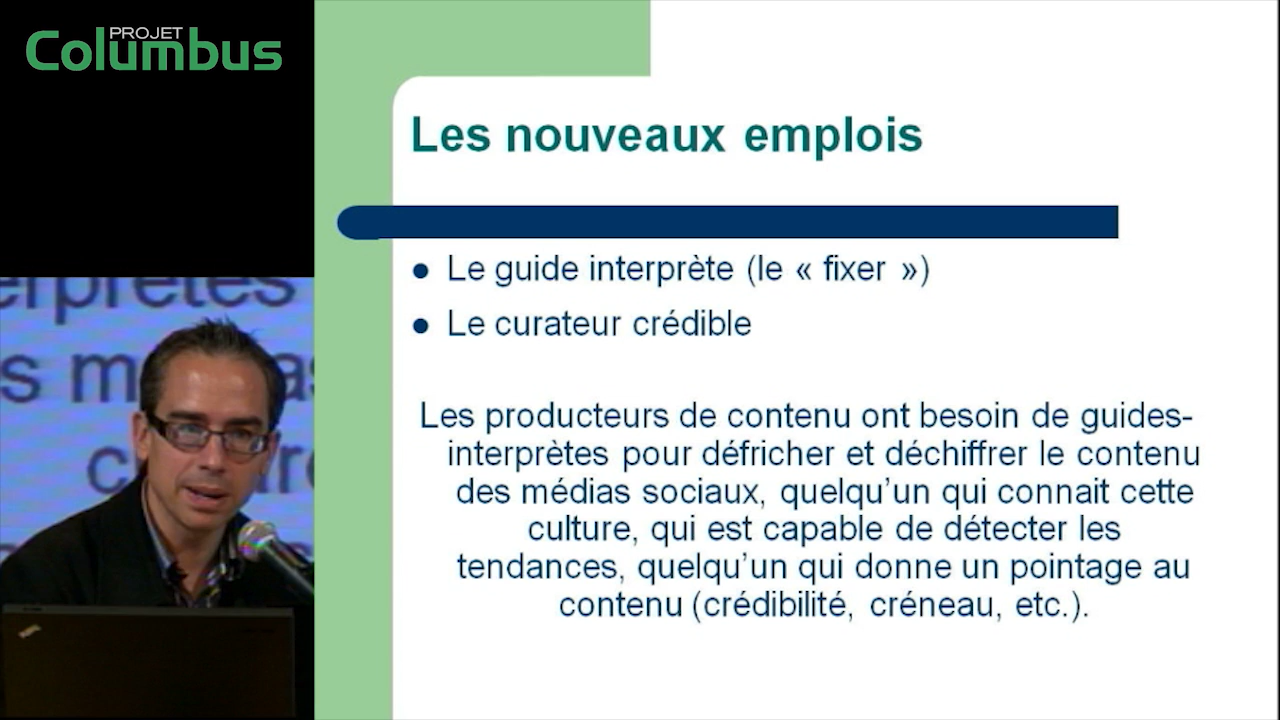 PROJET
Columbus
Les nouveaux emplois
Le guide interprète (le « fixer »)
Le curateur crédible
Les producteurs de contenu ont besoin de guides-
interprètes pour défricher et déchiffrer le contenu
des médias sociaux, quelqu’un qui connait cette
culture, qui est capable de détecter les
tendances, quelqu’un qui donne un pointage au
contenu (crédibilité, créneau, etc.).